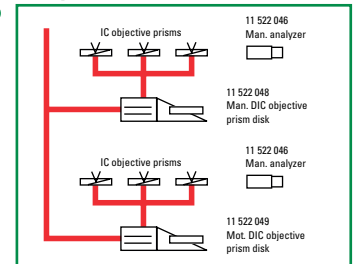 11 522 046
IC objective prisms
Man. analyzer
11 522 048
Man. DIC objective
prism disk
11 522 046
IC objective prisms
Man. analyzer
11 522 049
Mot. DIC objective
prism disk